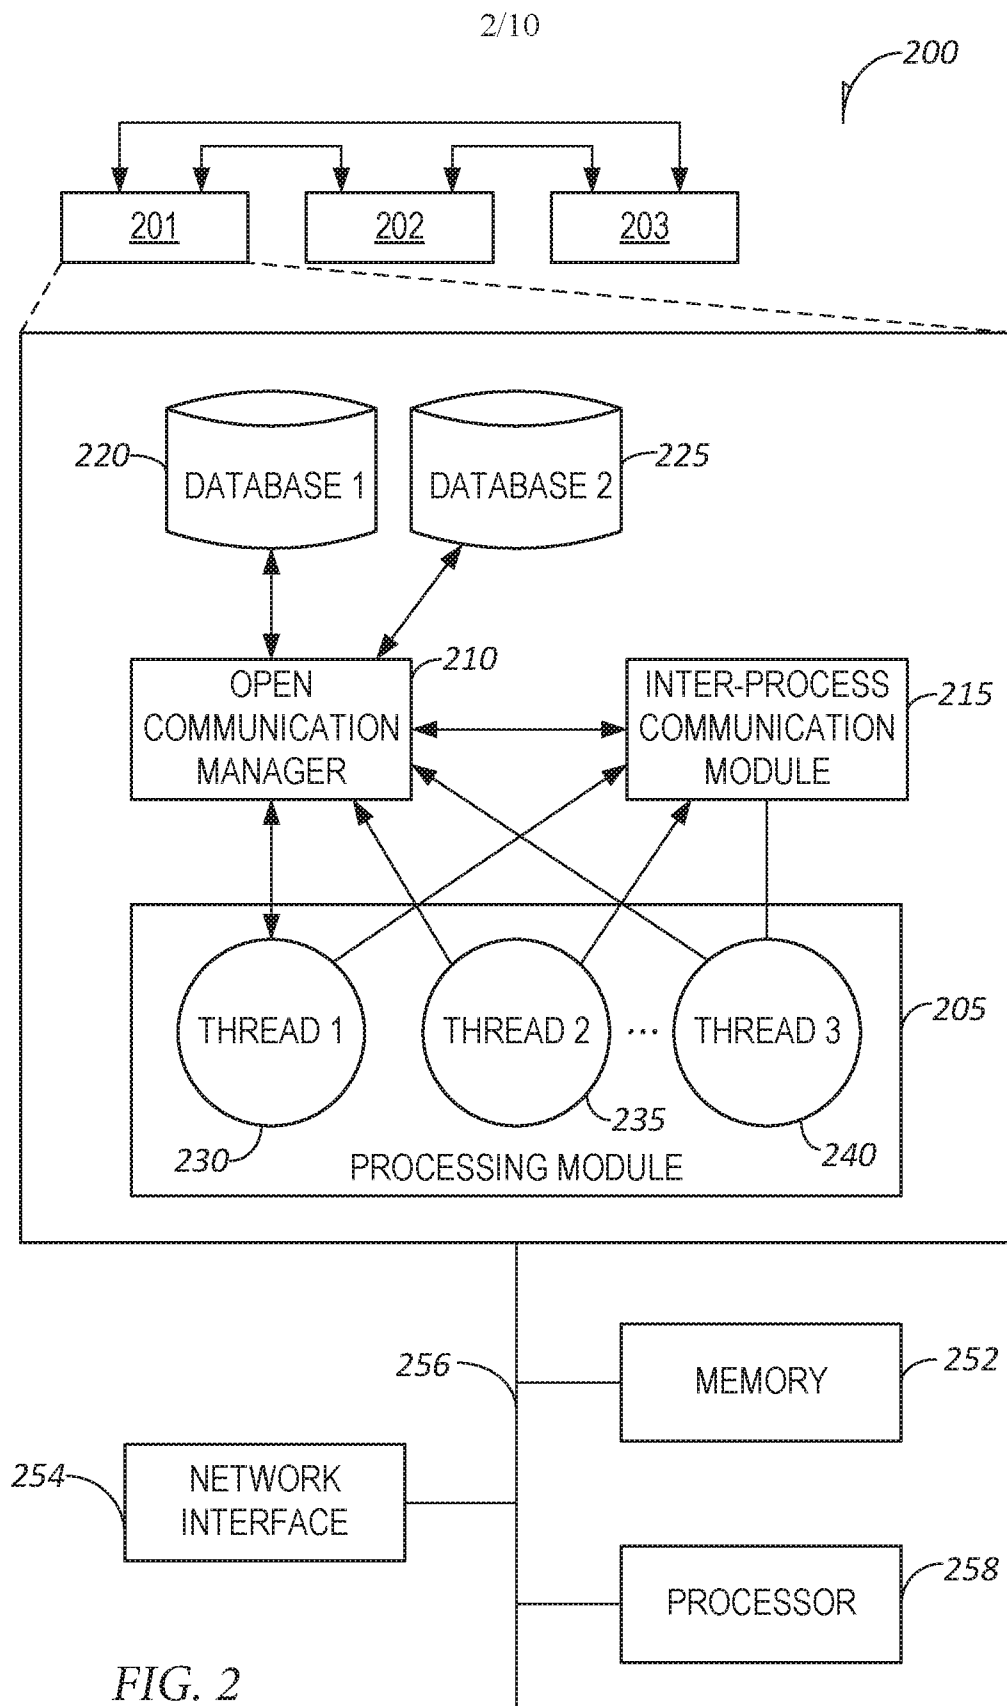 2/10
200
201
202
203
220
DATABASE 1
DATABASE 2
225
210
OPEN
COMMUNICATION
MANAGER
INTER-PROCESS
COMMUNICATION
MODULE
215
THREAD 1
THREAD 2
...
THREAD 3
205
230
235
240
PROCESSING MODULE
256
MEMORY
252
254
NETWORK
INTERFACE
PROCESSOR
258
FIG. 2